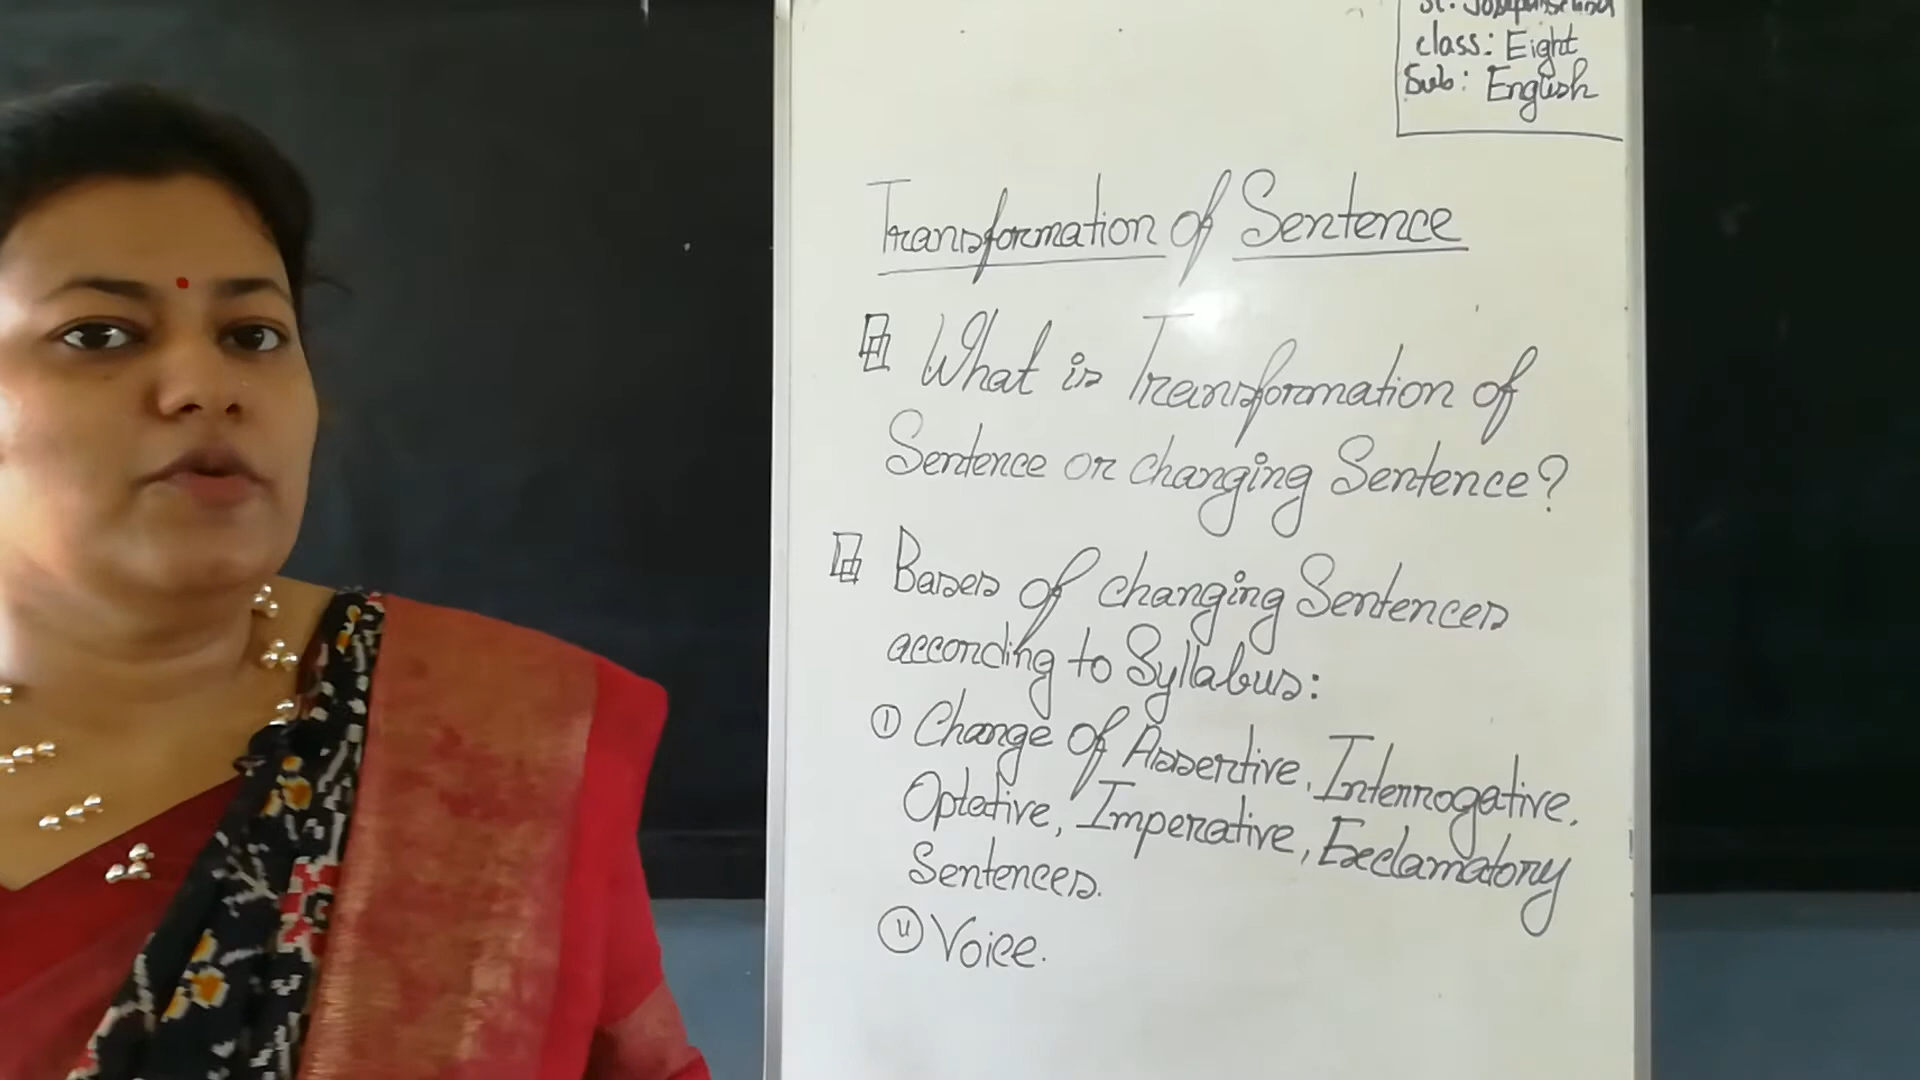 class: Eight
Sub: English
Transformation of Sentence
What is Transformation of
Sentence or changing Sentence?
Bases of changing Sentences
according to Syllabus:
i Change of Assertive, Interrogative,
Optative, Imperative, Exclamatory
Sentences.
ii Voice.